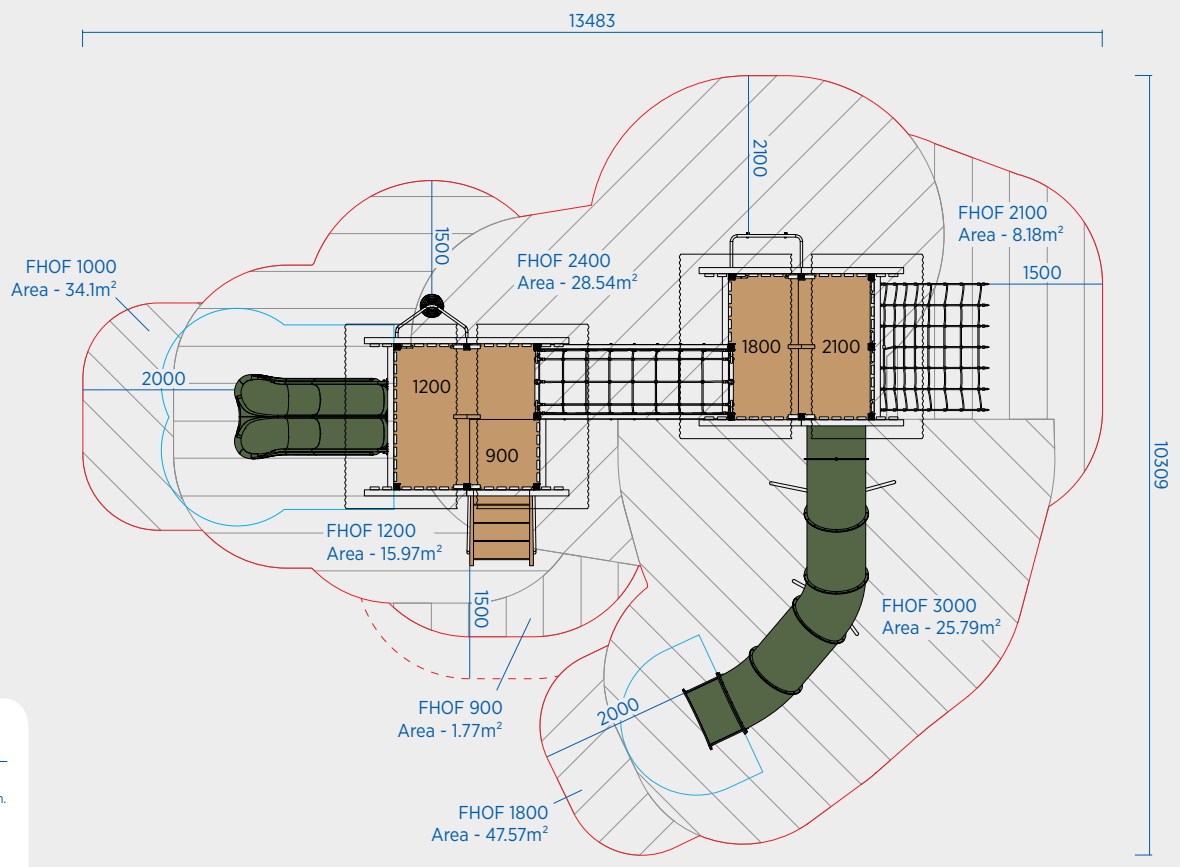 13483
2100
FHOF 2100
Area - 8.18m²
1500
1500
FHOF 2400
Area - 28.54m²
FHOF 1000
Area - 34.1m²
2000
1800
2100
1200
900
10309
FHOF 1200
Area - 15.97m²
1500
FHOF 3000
Area - 25.79m²
FHOF 900
Area - 1.77m²
2000
FHOF 1800
Area - 47.57m²